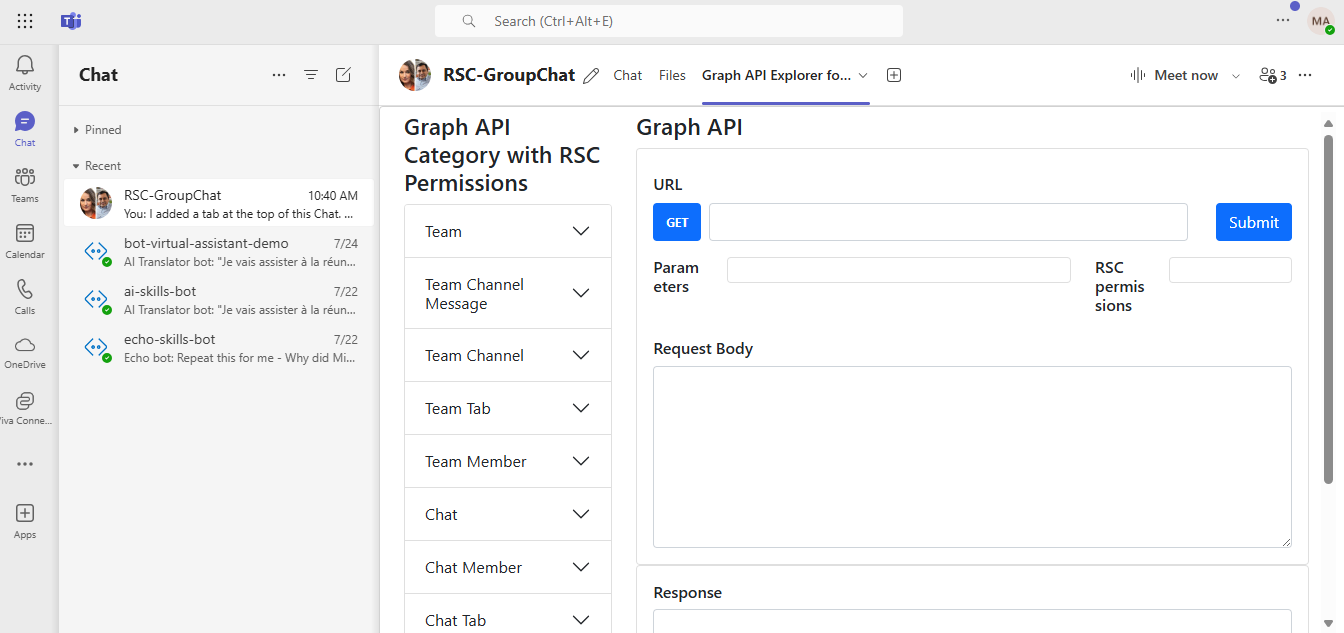 Search (Ctrl+Alt+E)
MA
Activity
Chat
Teams
Calendar
Calls
OneDrive
Viva Conne...
Apps
Chat
Pinned
Recent
RSC-GroupChat 10:40 AM
You: I added a tab at the top of this Chat. ...
bot-virtual-assistant-demo 7/24
AI Translator bot: "Je vais assister à la réun...
ai-skills-bot 7/22
AI Translator bot: "Je vais assister à la réun...
echo-skills-bot 7/22
Echo bot: Repeat this for me - Why did Mi...
RSC-GroupChat Chat Files Graph API Explorer fo... Meet now 3
Graph API
Category with RSC
Permissions
Team
Team Channel
Message
Team Channel
Team Tab
Team Member
Chat
Chat Member
Chat Tab
Graph API
URL
GET Submit
Param
eters
RSC
permis
sions
Request Body
Response